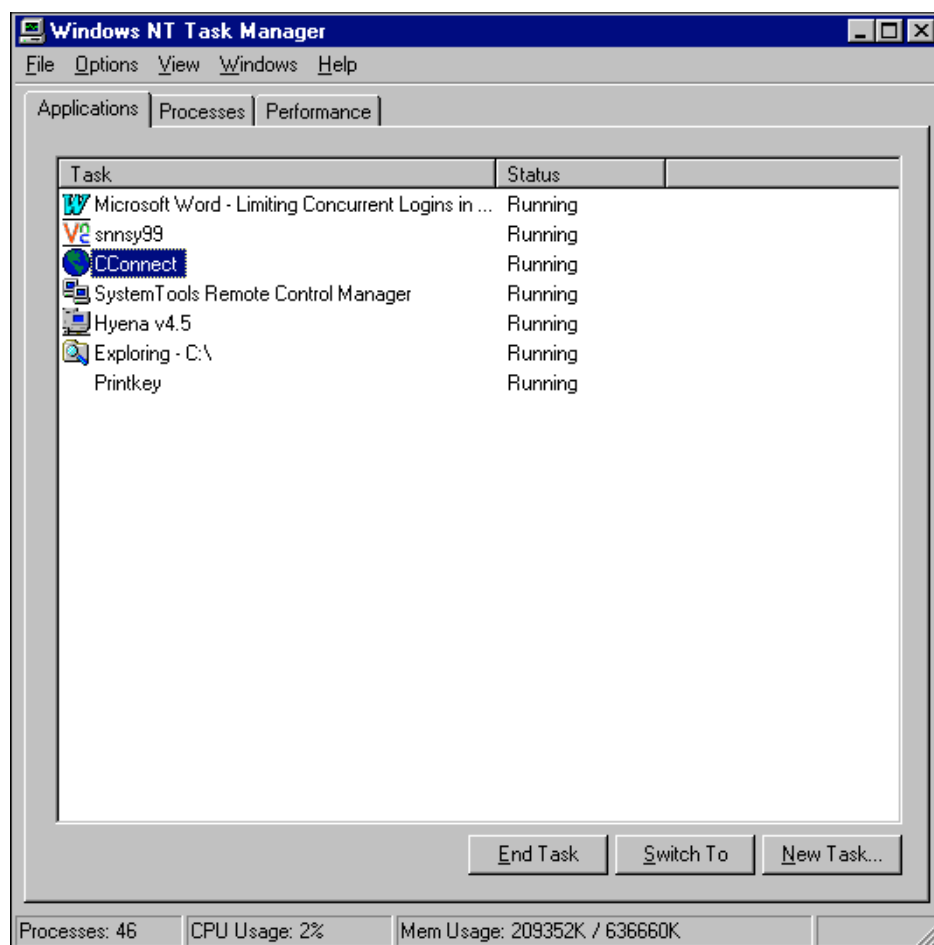 Windows NT Task Manager
File Options View Windows Help
Applications Processes Performance
Task Status
Microsoft Word - Limiting Concurrent Logins in ... Running
snnsy99 Running
CConnect Running
SystemTools Remote Control Manager Running
Hyena v4.5 Running
Exploring - C:\ Running
Printkey Running
End Task Switch To New Task...
Processes: 46 CPU Usage: 2% Mem Usage: 209352K / 636660K